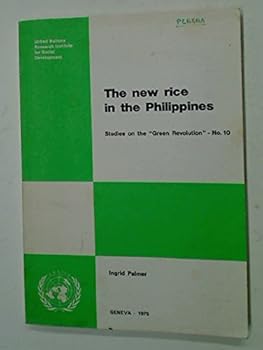 United Nations
Research Institute
for Social
Development
The new rice
in the Philippines
Studies on the "Green Revolution" - No. 10
Ingrid Palmer
GENEVA - 1975